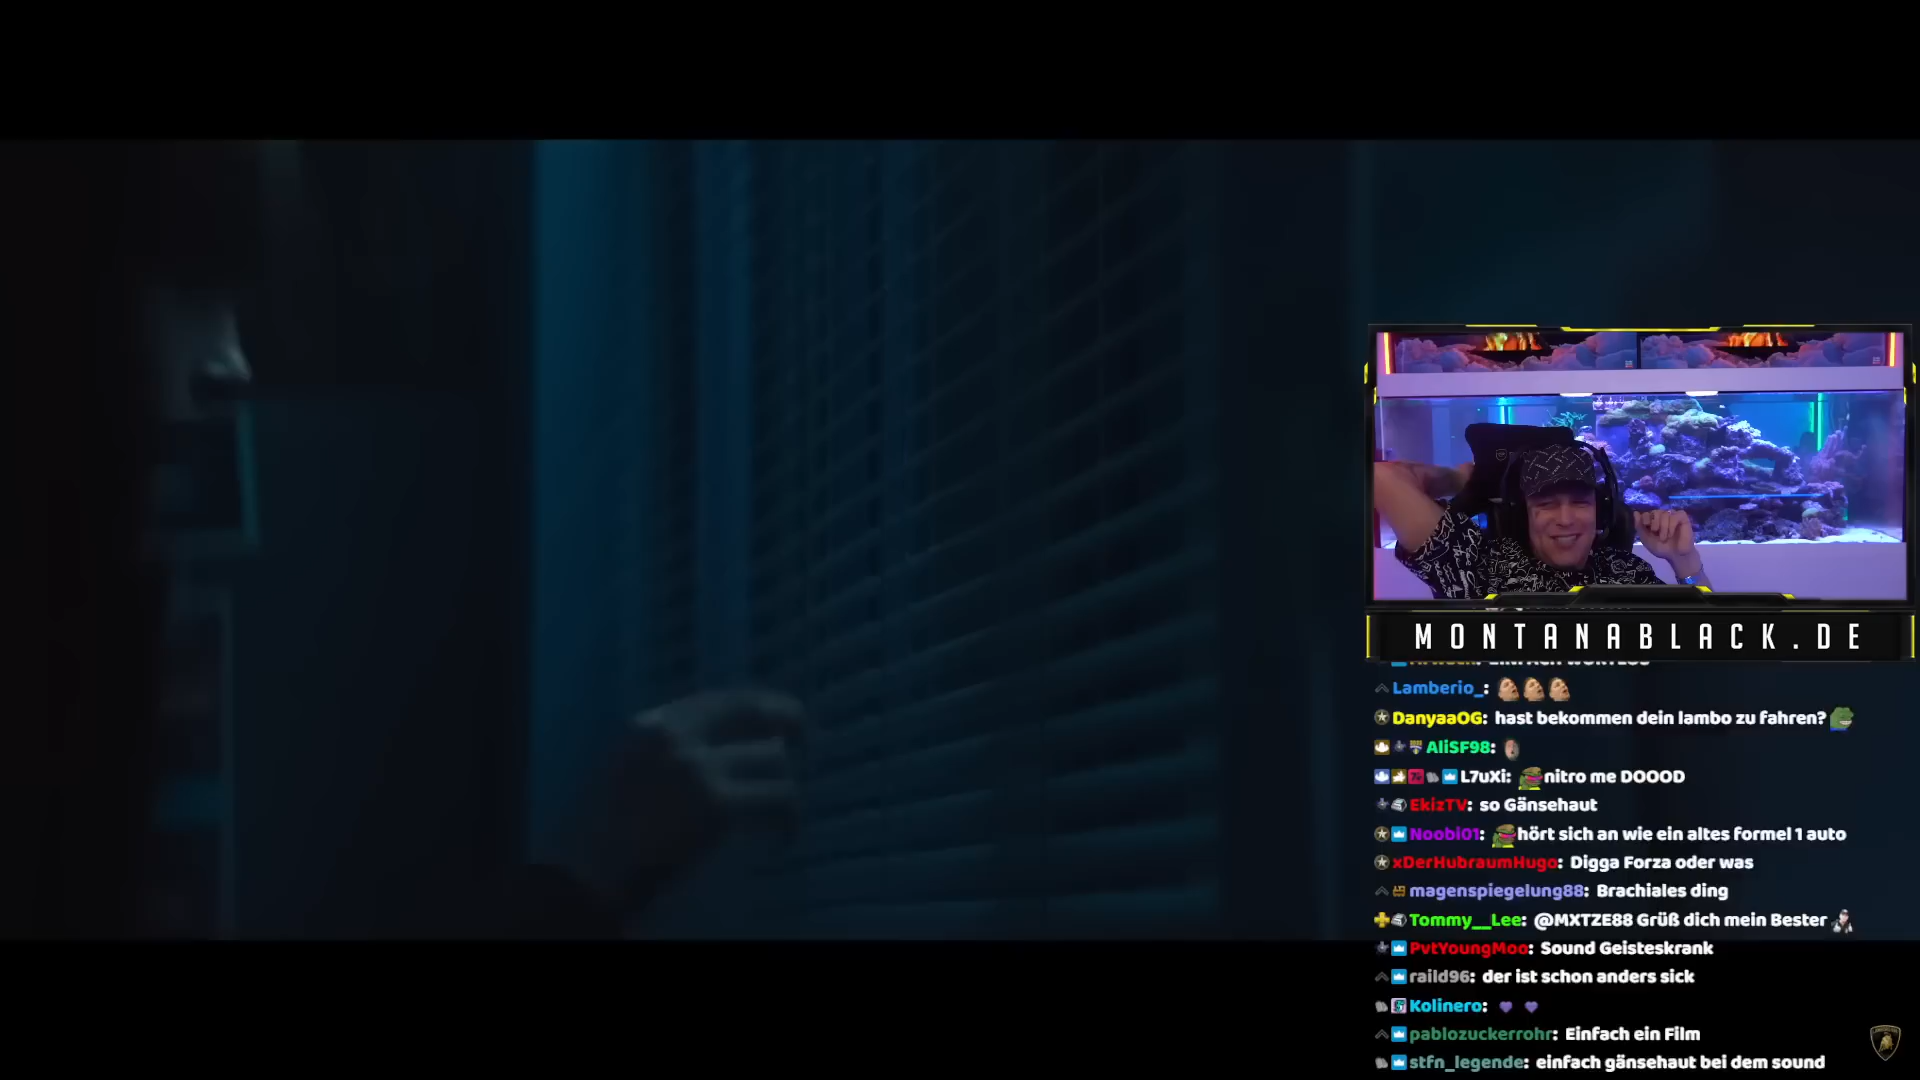 MONTANABLACK.DE
Lamberio_:
DanyaaOG: hast bekommen dein lambo zu fahren?
AliSF98:
L7uXi: nitro me DOOOD
EkizTV: so Gänsehaut
Noobi01: hört sich an wie ein altes formel 1 auto
xDerHubraumHugo: Digga Forza oder was
magenspiegelung88: Brachiales ding
Tommy__Lee: @MXTZE88 Grüß dich mein Bester
PvtYoungMoo: Sound Geisteskrank
raild96: der ist schon anders sick
Kolinero:
pablozuckerrohr: Einfach ein Film
stfn_legende: einfach gänsehaut bei dem sound